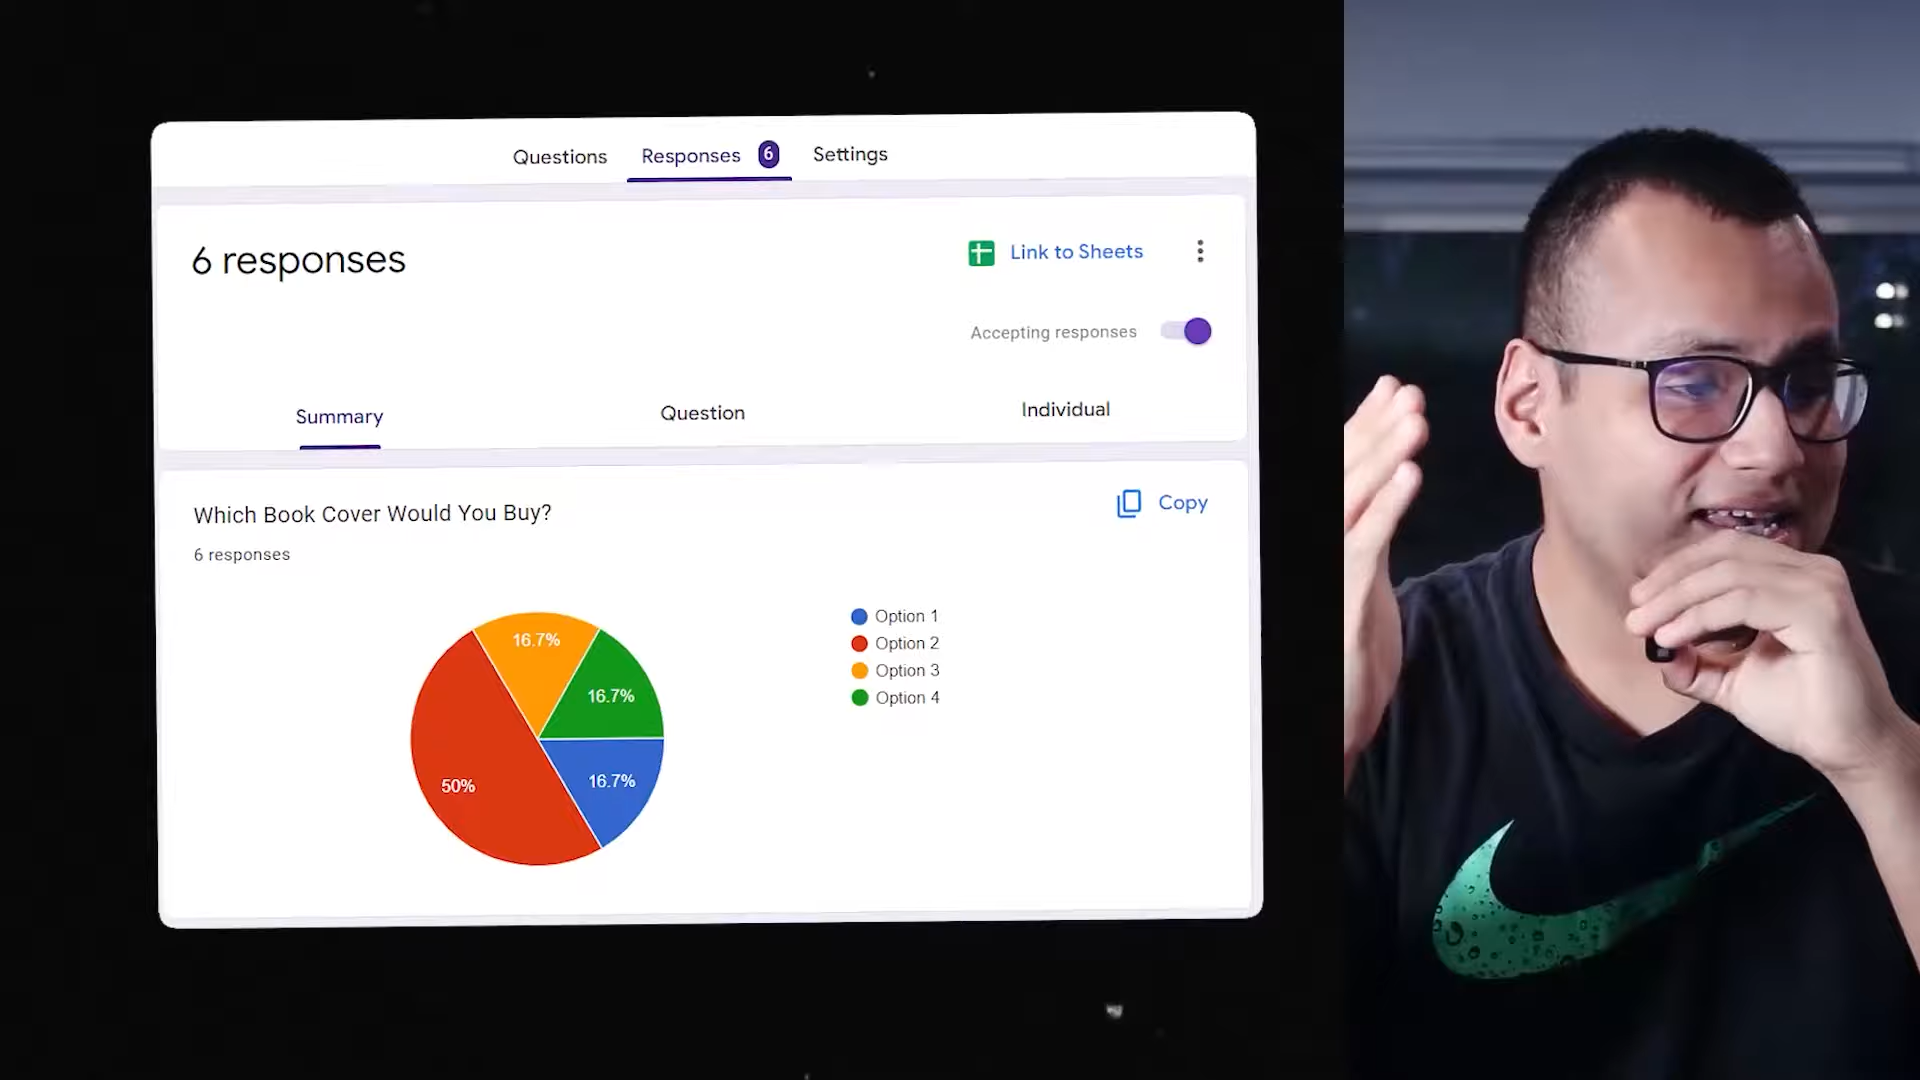 Questions
Responses 6
Settings
6 responses
Link to Sheets
Accepting responses
Summary
Question
Individual
Which Book Cover Would You Buy?
Copy
6 responses
16.7%
16.7%
50%
16.7%
Option 1
Option 2
Option 3
Option 4